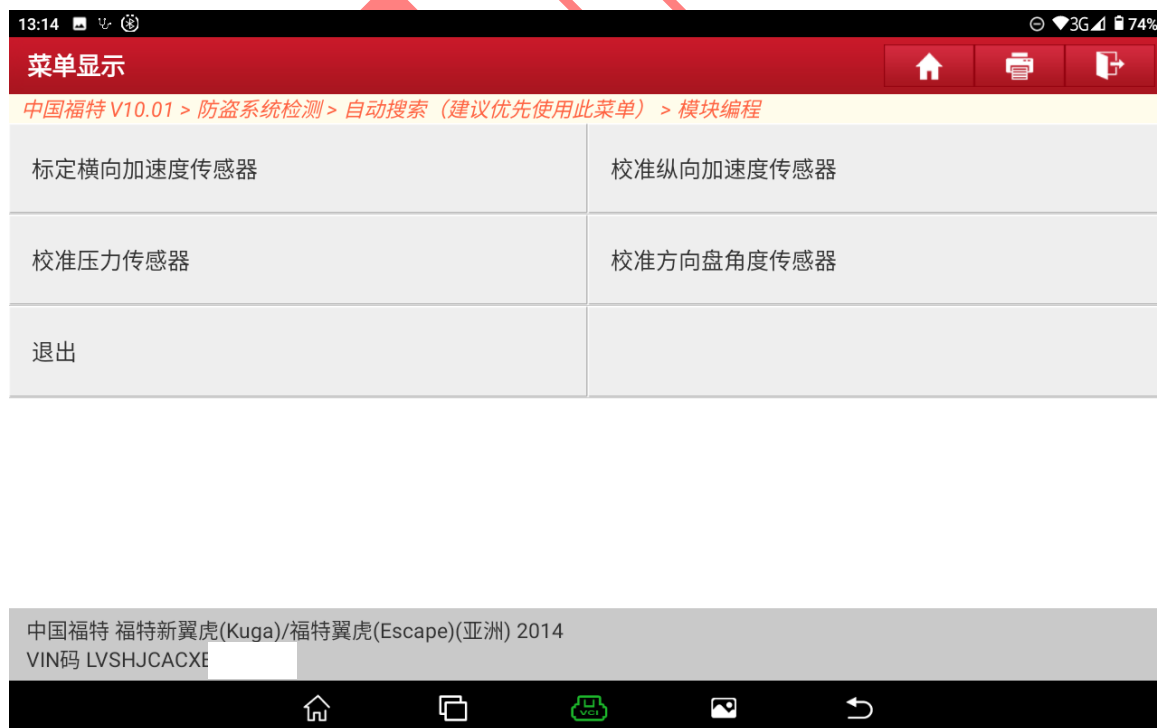 13:14 3G 74%
菜单显示
中国福特 V10.01 > 防盗系统检测 > 自动搜索（建议优先使用此菜单） > 模块编程
标定横向加速度传感器 校准纵向加速度传感器
校准压力传感器 校准方向盘角度传感器
退出
中国福特 福特新翼虎(Kuga)/福特翼虎(Escape)(亚洲) 2014
VIN码 LVSHJCACXE
VCI